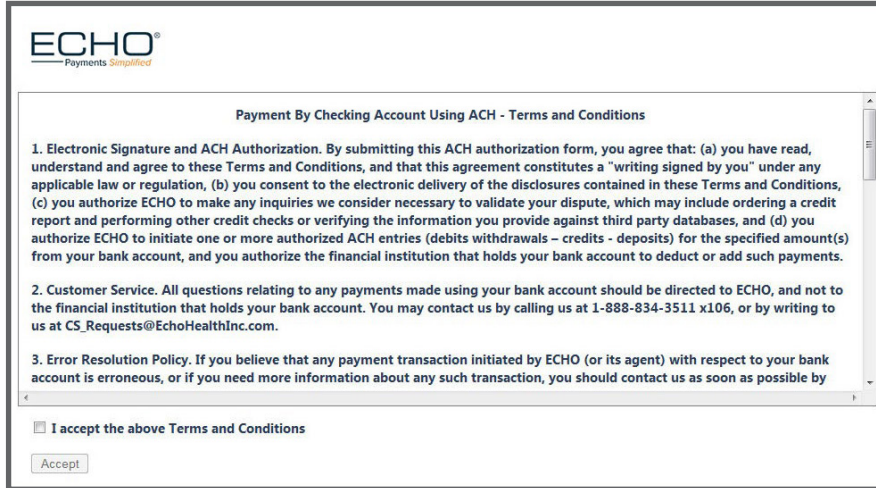 ECHO®
Payments Simplified
Payment By Checking Account Using ACH - Terms and Conditions
1. Electronic Signature and ACH Authorization. By submitting this ACH authorization form, you agree that: (a) you have read,
understand and agree to these Terms and Conditions, and that this agreement constitutes a "writing signed by you" under any
applicable law or regulation, (b) you consent to the electronic delivery of the disclosures contained in these Terms and Conditions,
(c) you authorize ECHO to make any inquiries we consider necessary to validate your dispute, which may include ordering a credit
report and performing other credit checks or verifying the information you provide against third party databases, and (d) you
authorize ECHO to initiate one or more authorized ACH entries (debits withdrawals – credits - deposits) for the specified amount(s)
from your bank account, and you authorize the financial institution that holds your bank account to deduct or add such payments.
2. Customer Service. All questions relating to any payments made using your bank account should be directed to ECHO, and not to
the financial institution that holds your bank account. You may contact us by calling us at 1-888-834-3511 x106, or by writing to
us at CS_Requests@EchoHealthInc.com.
3. Error Resolution Policy. If you believe that any payment transaction initiated by ECHO (or its agent) with respect to your bank
account is erroneous, or if you need more information about any such transaction, you should contact us as soon as possible by
I accept the above Terms and Conditions
Accept